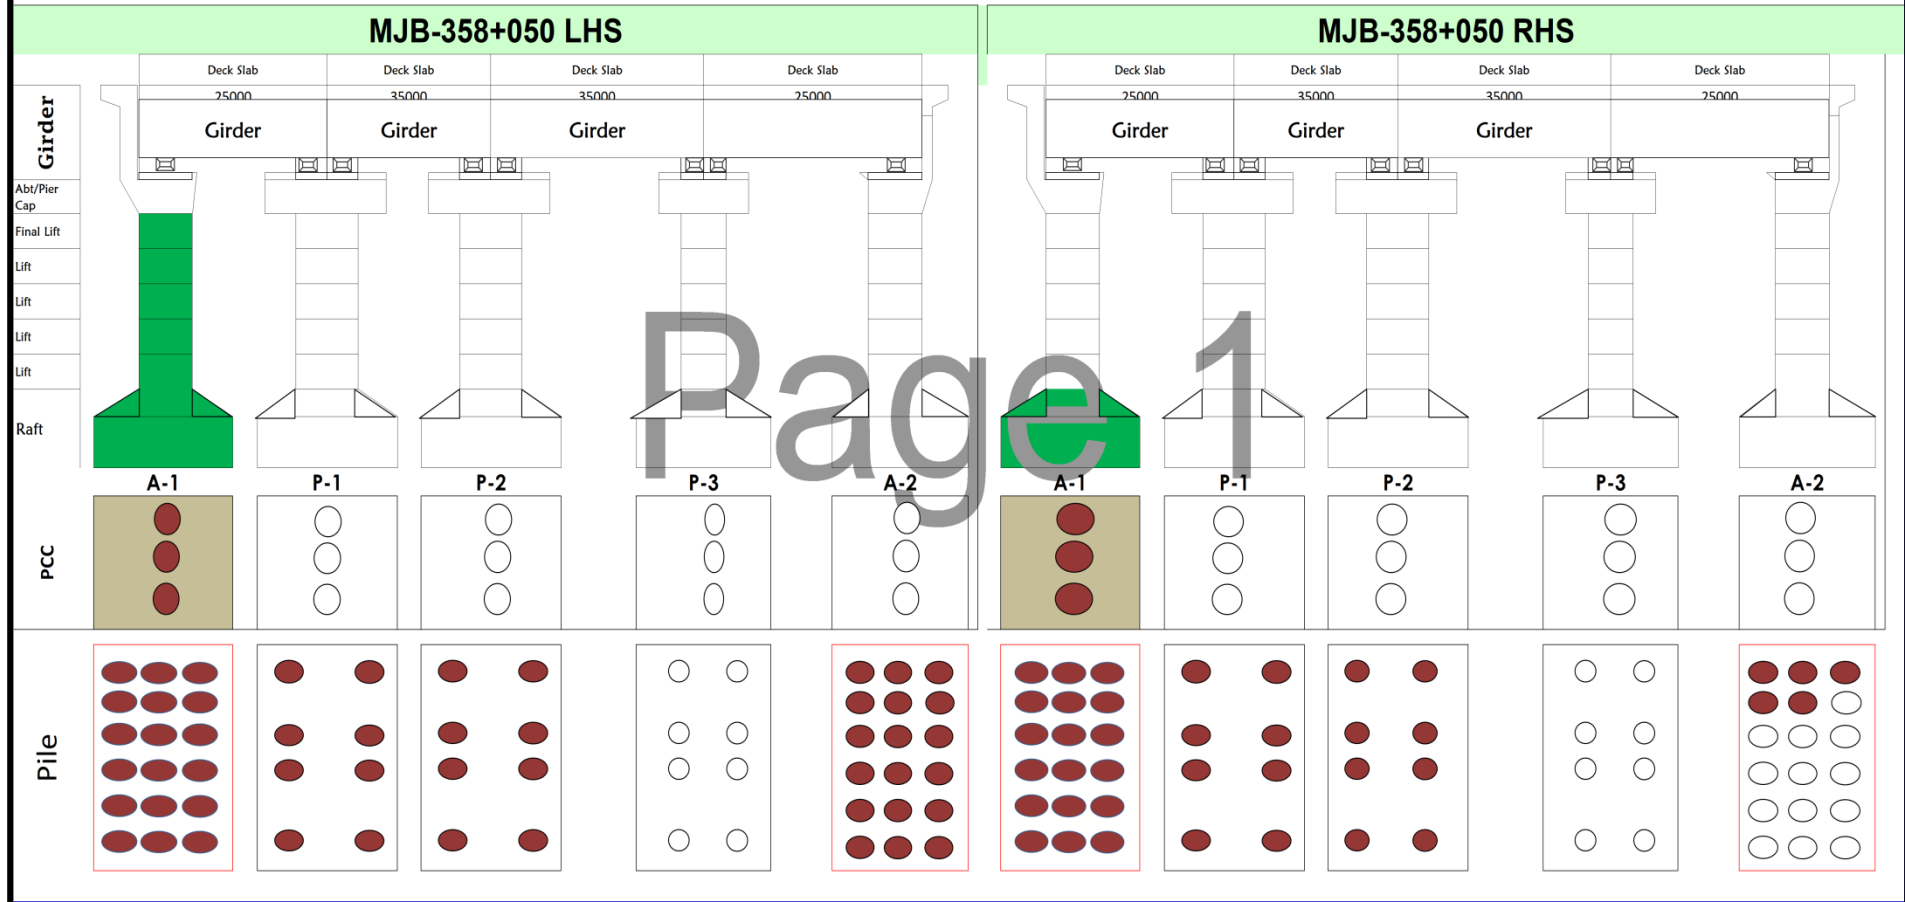 MJB-358+050 LHS MJB-358+050 RHS
Deck Slab Deck Slab Deck Slab Deck Slab Deck Slab Deck Slab Deck Slab Deck Slab
25000 35000 35000 25000 25000 35000 35000 25000
Girder
Girder Girder Girder Girder Girder Girder
Abt/Pier
Cap
Final Lift
Lift
Lift
Lift
Lift
Page 1
Raft
A-1 P-1 P-2 P-3 A-2 A-1 P-1 P-2 P-3 A-2
PCC
Pile